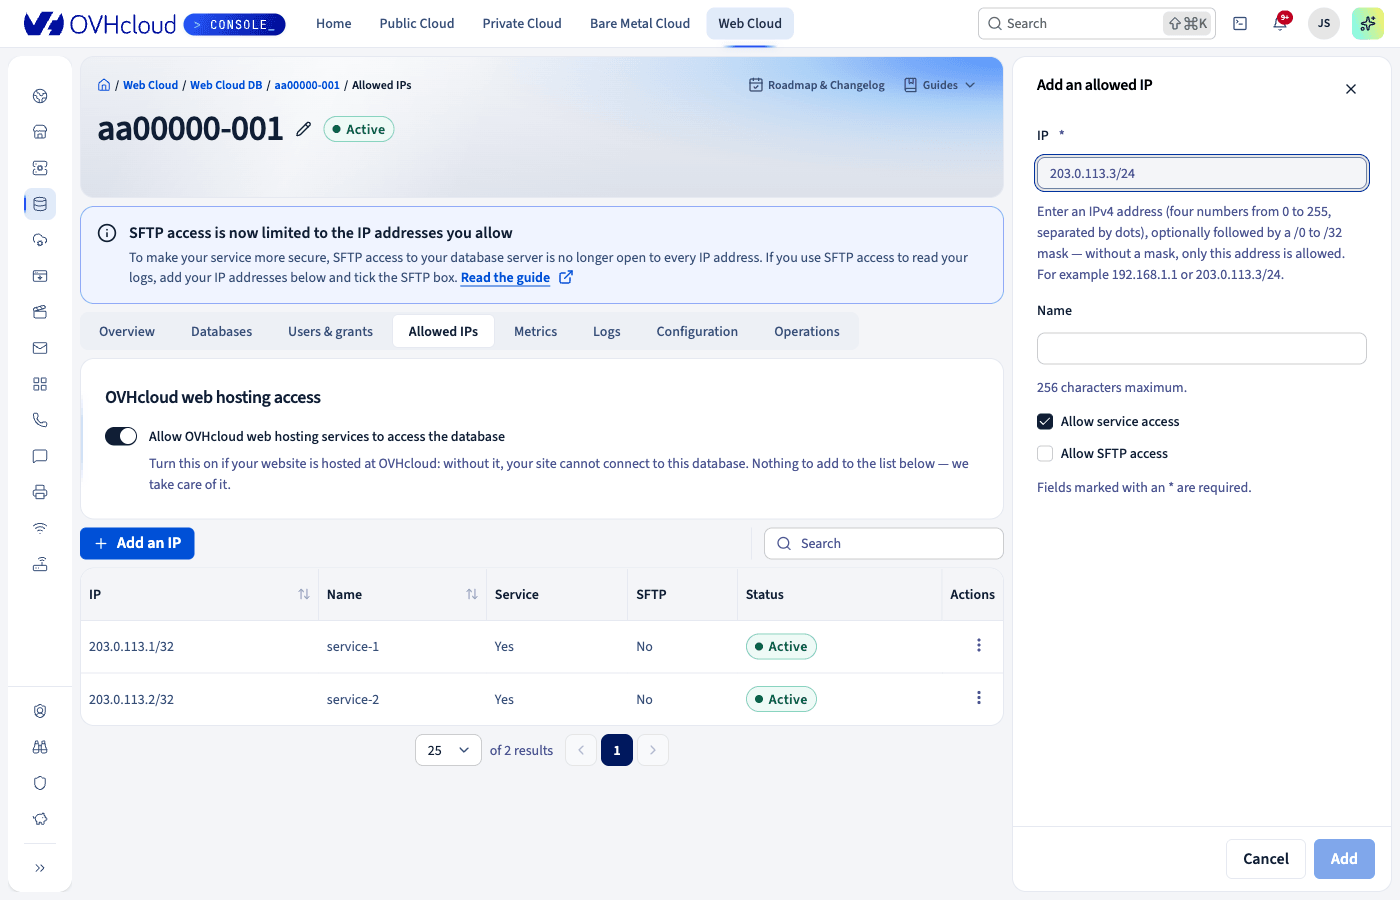 OVHcloud > CONSOLE_ Home Public Cloud Private Cloud Bare Metal Cloud Web Cloud Search ⇧⌘K 9+ JS
/ Web Cloud / Web Cloud DB / aa00000-001 / Allowed IPs
Roadmap & Changelog Guides
aa00000-001 Active
SFTP access is now limited to the IP addresses you allow
To make your service more secure, SFTP access to your database server is no longer open to every IP address. If you use SFTP access to read your
logs, add your IP addresses below and tick the SFTP box. Read the guide
Overview Databases Users & grants Allowed IPs Metrics Logs Configuration Operations
OVHcloud web hosting access
Allow OVHcloud web hosting services to access the database
Turn this on if your website is hosted at OVHcloud: without it, your site cannot connect to this database. Nothing to add to the list below — we
take care of it.
+ Add an IP Search
IP Name Service SFTP Status Actions
203.0.113.1/32 service-1 Yes No Active
203.0.113.2/32 service-2 Yes No Active
25 of 2 results 1
Add an allowed IP
IP *
203.0.113.3/24
Enter an IPv4 address (four numbers from 0 to 255,
separated by dots), optionally followed by a /0 to /32
mask — without a mask, only this address is allowed.
For example 192.168.1.1 or 203.0.113.3/24.
Name
256 characters maximum.
Allow service access
Allow SFTP access
Fields marked with an * are required.
Cancel Add